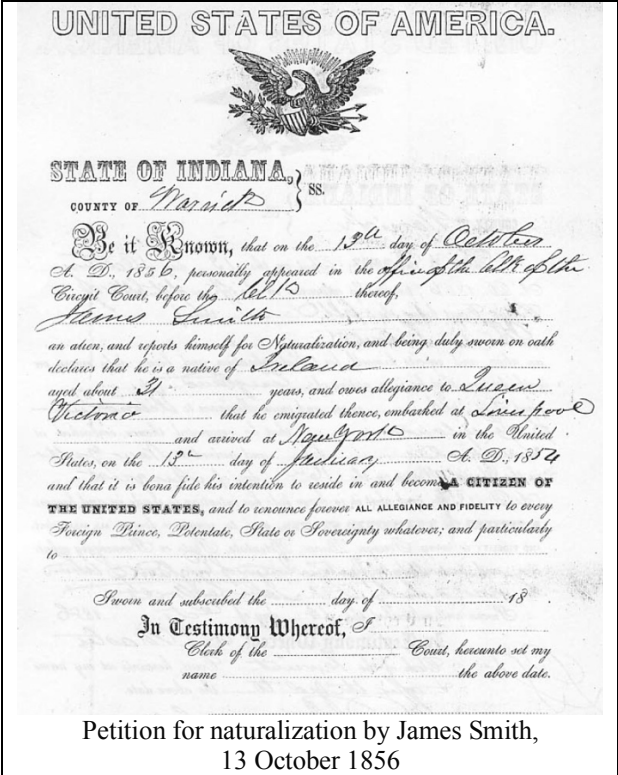 UNITED STATES OF AMERICA.
STATE OF INDIANA,
COUNTY OF Warrick } SS.
Be it Known, that on the 13th day of October
A. D., 1856, personally appeared in the office of the Clk of the
Circuit Court, before the Clk thereof,
James Smith
an alien, and reports himself for Naturalization, and being duly sworn on oath
declares that he is a native of Ireland
aged about 31 years, and owes allegiance to Queen
Victoria that he emigrated thence, embarked at Liverpool
and arrived at New York in the United
States, on the 13th day of January A. D., 1854
and that it is bona fide his intention to reside in and become A CITIZEN OF
THE UNITED STATES, and to renounce forever ALL ALLEGIANCE AND FIDELITY to every
Foreign Prince, Potentate, State or Sovereignty whatever; and particularly
to
Sworn and subscribed the day of 18
In Testimony Whereof, I
Clerk of the Court, hereunto set my
name the above date.
Petition for naturalization by James Smith,
13 October 1856